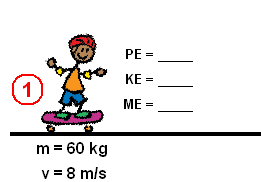 1
PE = ____
KE = ____
ME = ____
m = 60 kg
v = 8 m/s